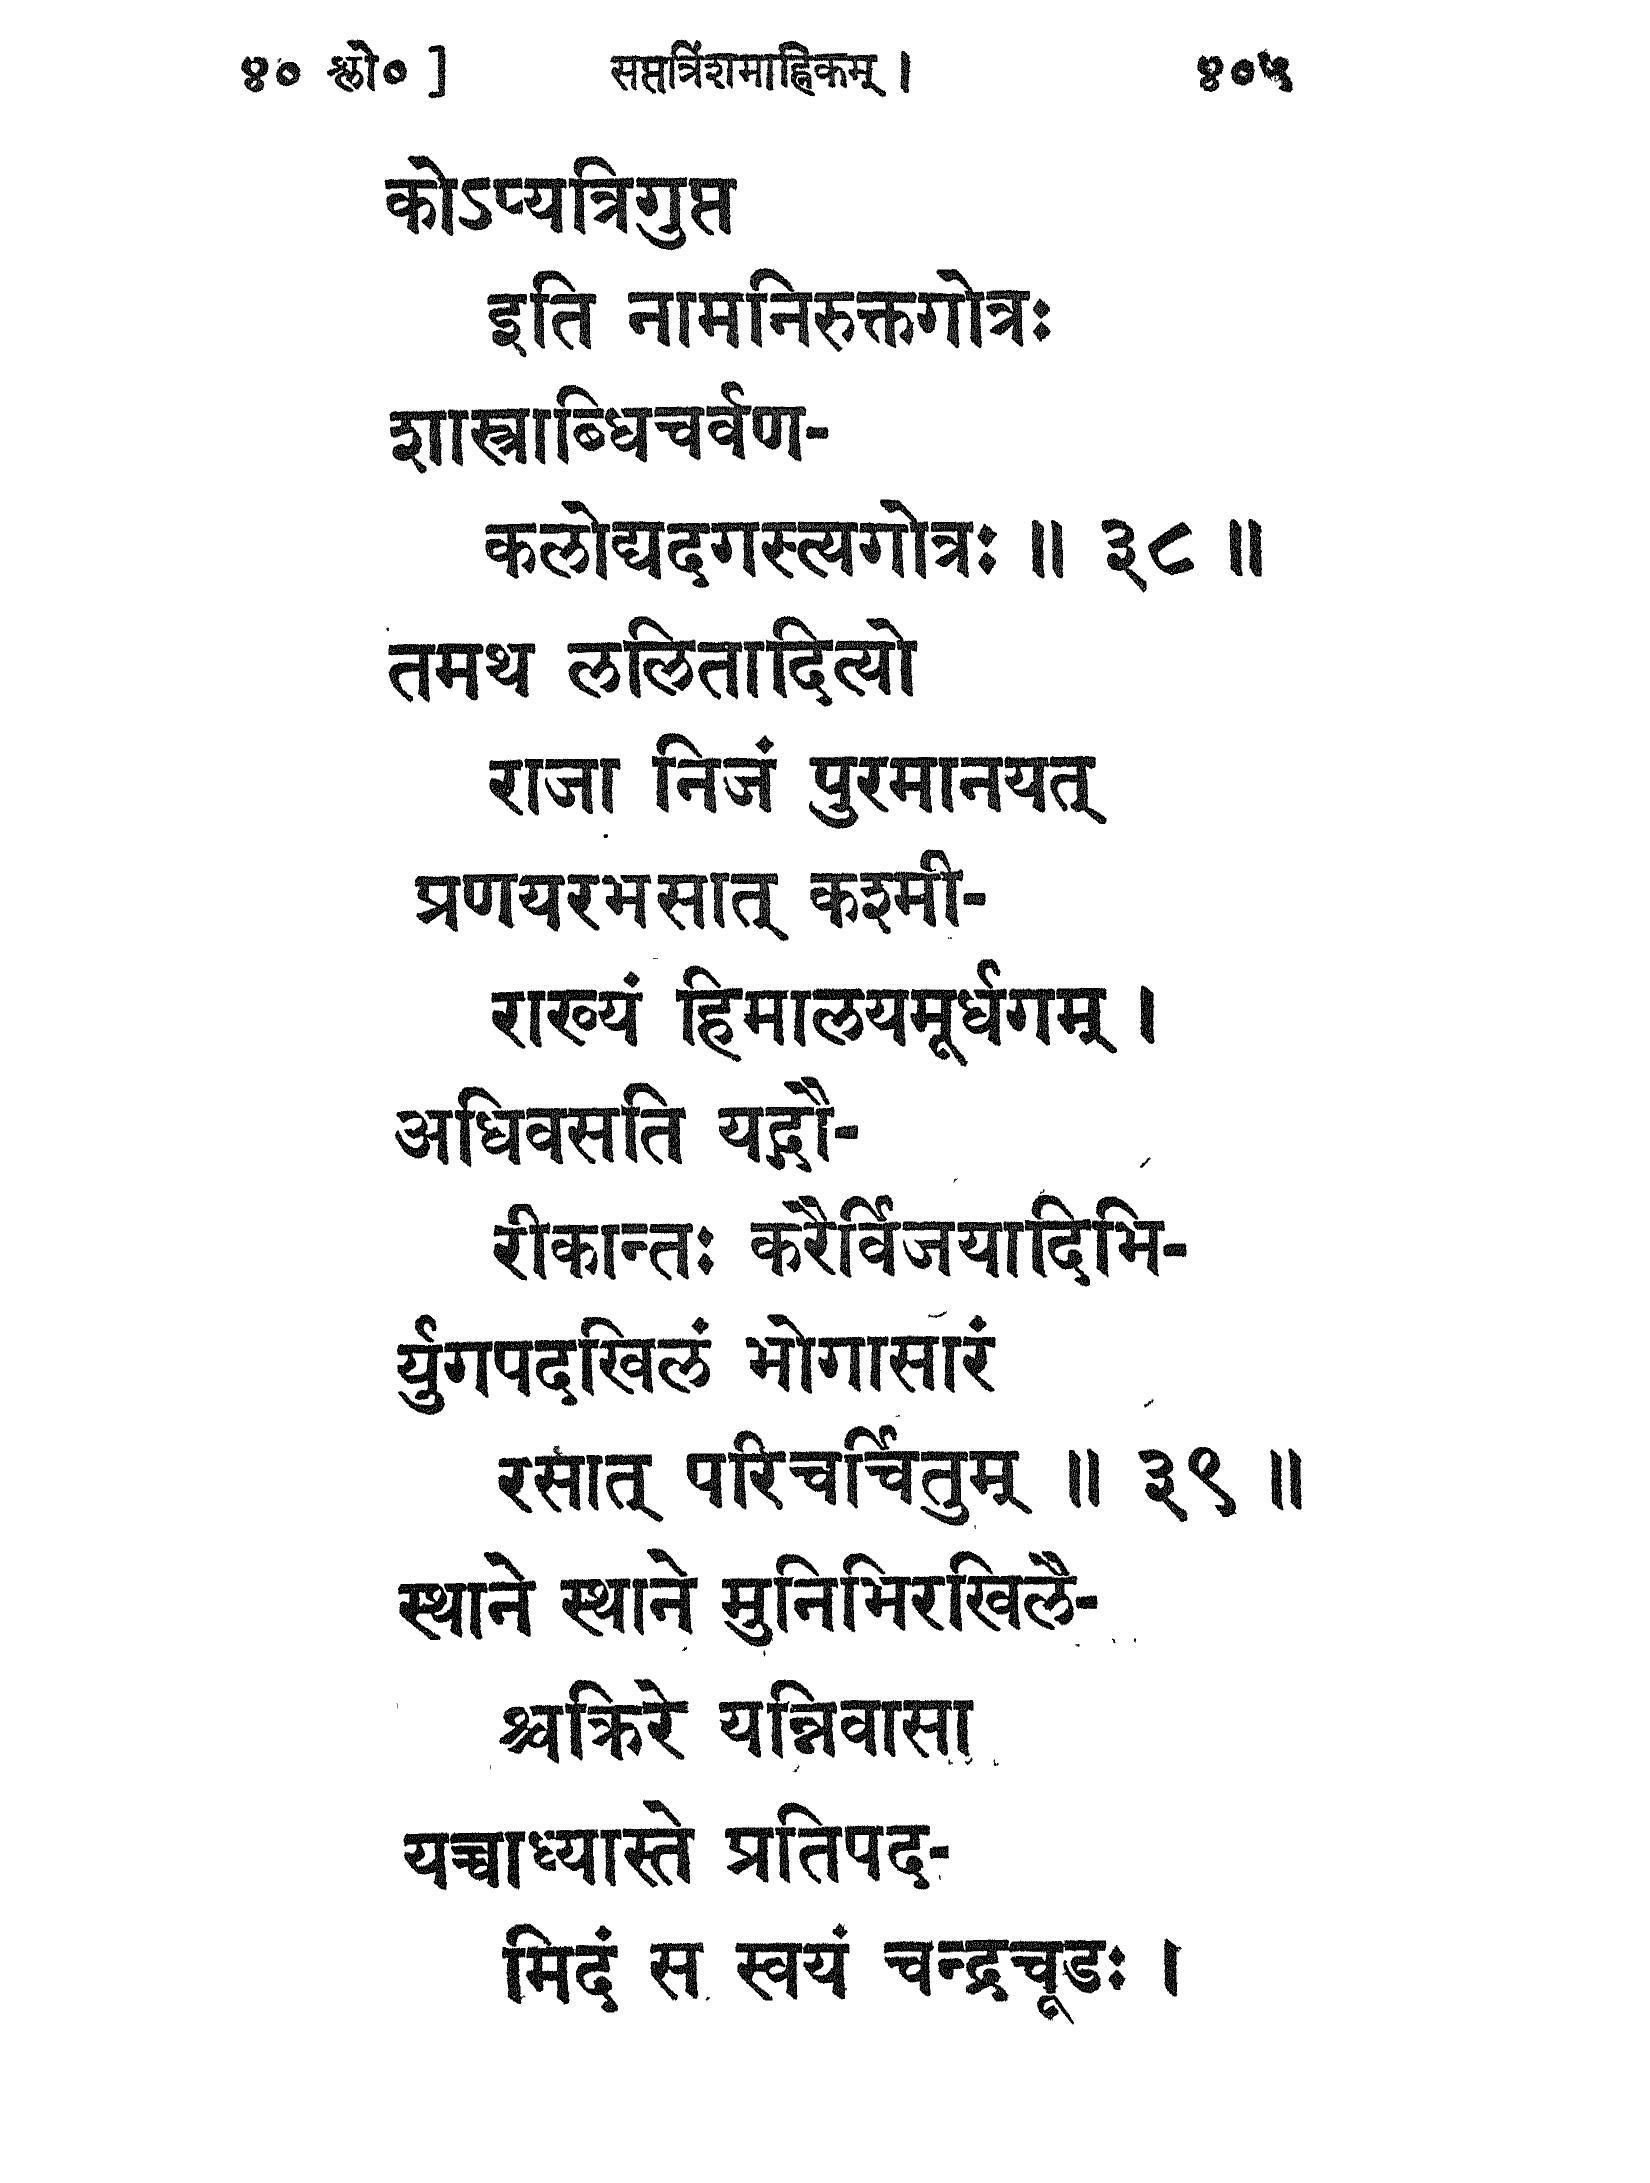 ४० श्लो० ] सप्तत्रिंशमाह्निकम् । ४०५
कोऽप्यत्रिगुप्त
इति नामनिरुक्तगोत्रः
शास्त्राब्धिचर्वण-
कलोद्यदगस्त्यगोत्रः ॥ ३८ ॥
तमथ ललितादित्यो
राजा निजं पुरमानयत्
प्रणयरभसात् कश्मी-
राख्यं हिमालयमूर्धगम् ।
अधिवसति यद्गौ-
रीकान्तः करैर्विजयादिभि-
र्युगपदखिलं भोगासारं
रसात् परिचर्चितुम् ॥ ३९ ॥
स्थाने स्थाने मुनिभिरखिलै-
श्चक्रिरे यन्निवासा
यच्चाध्यास्ते प्रतिपद-
मिदं स स्वयं चन्द्रचूडः ।